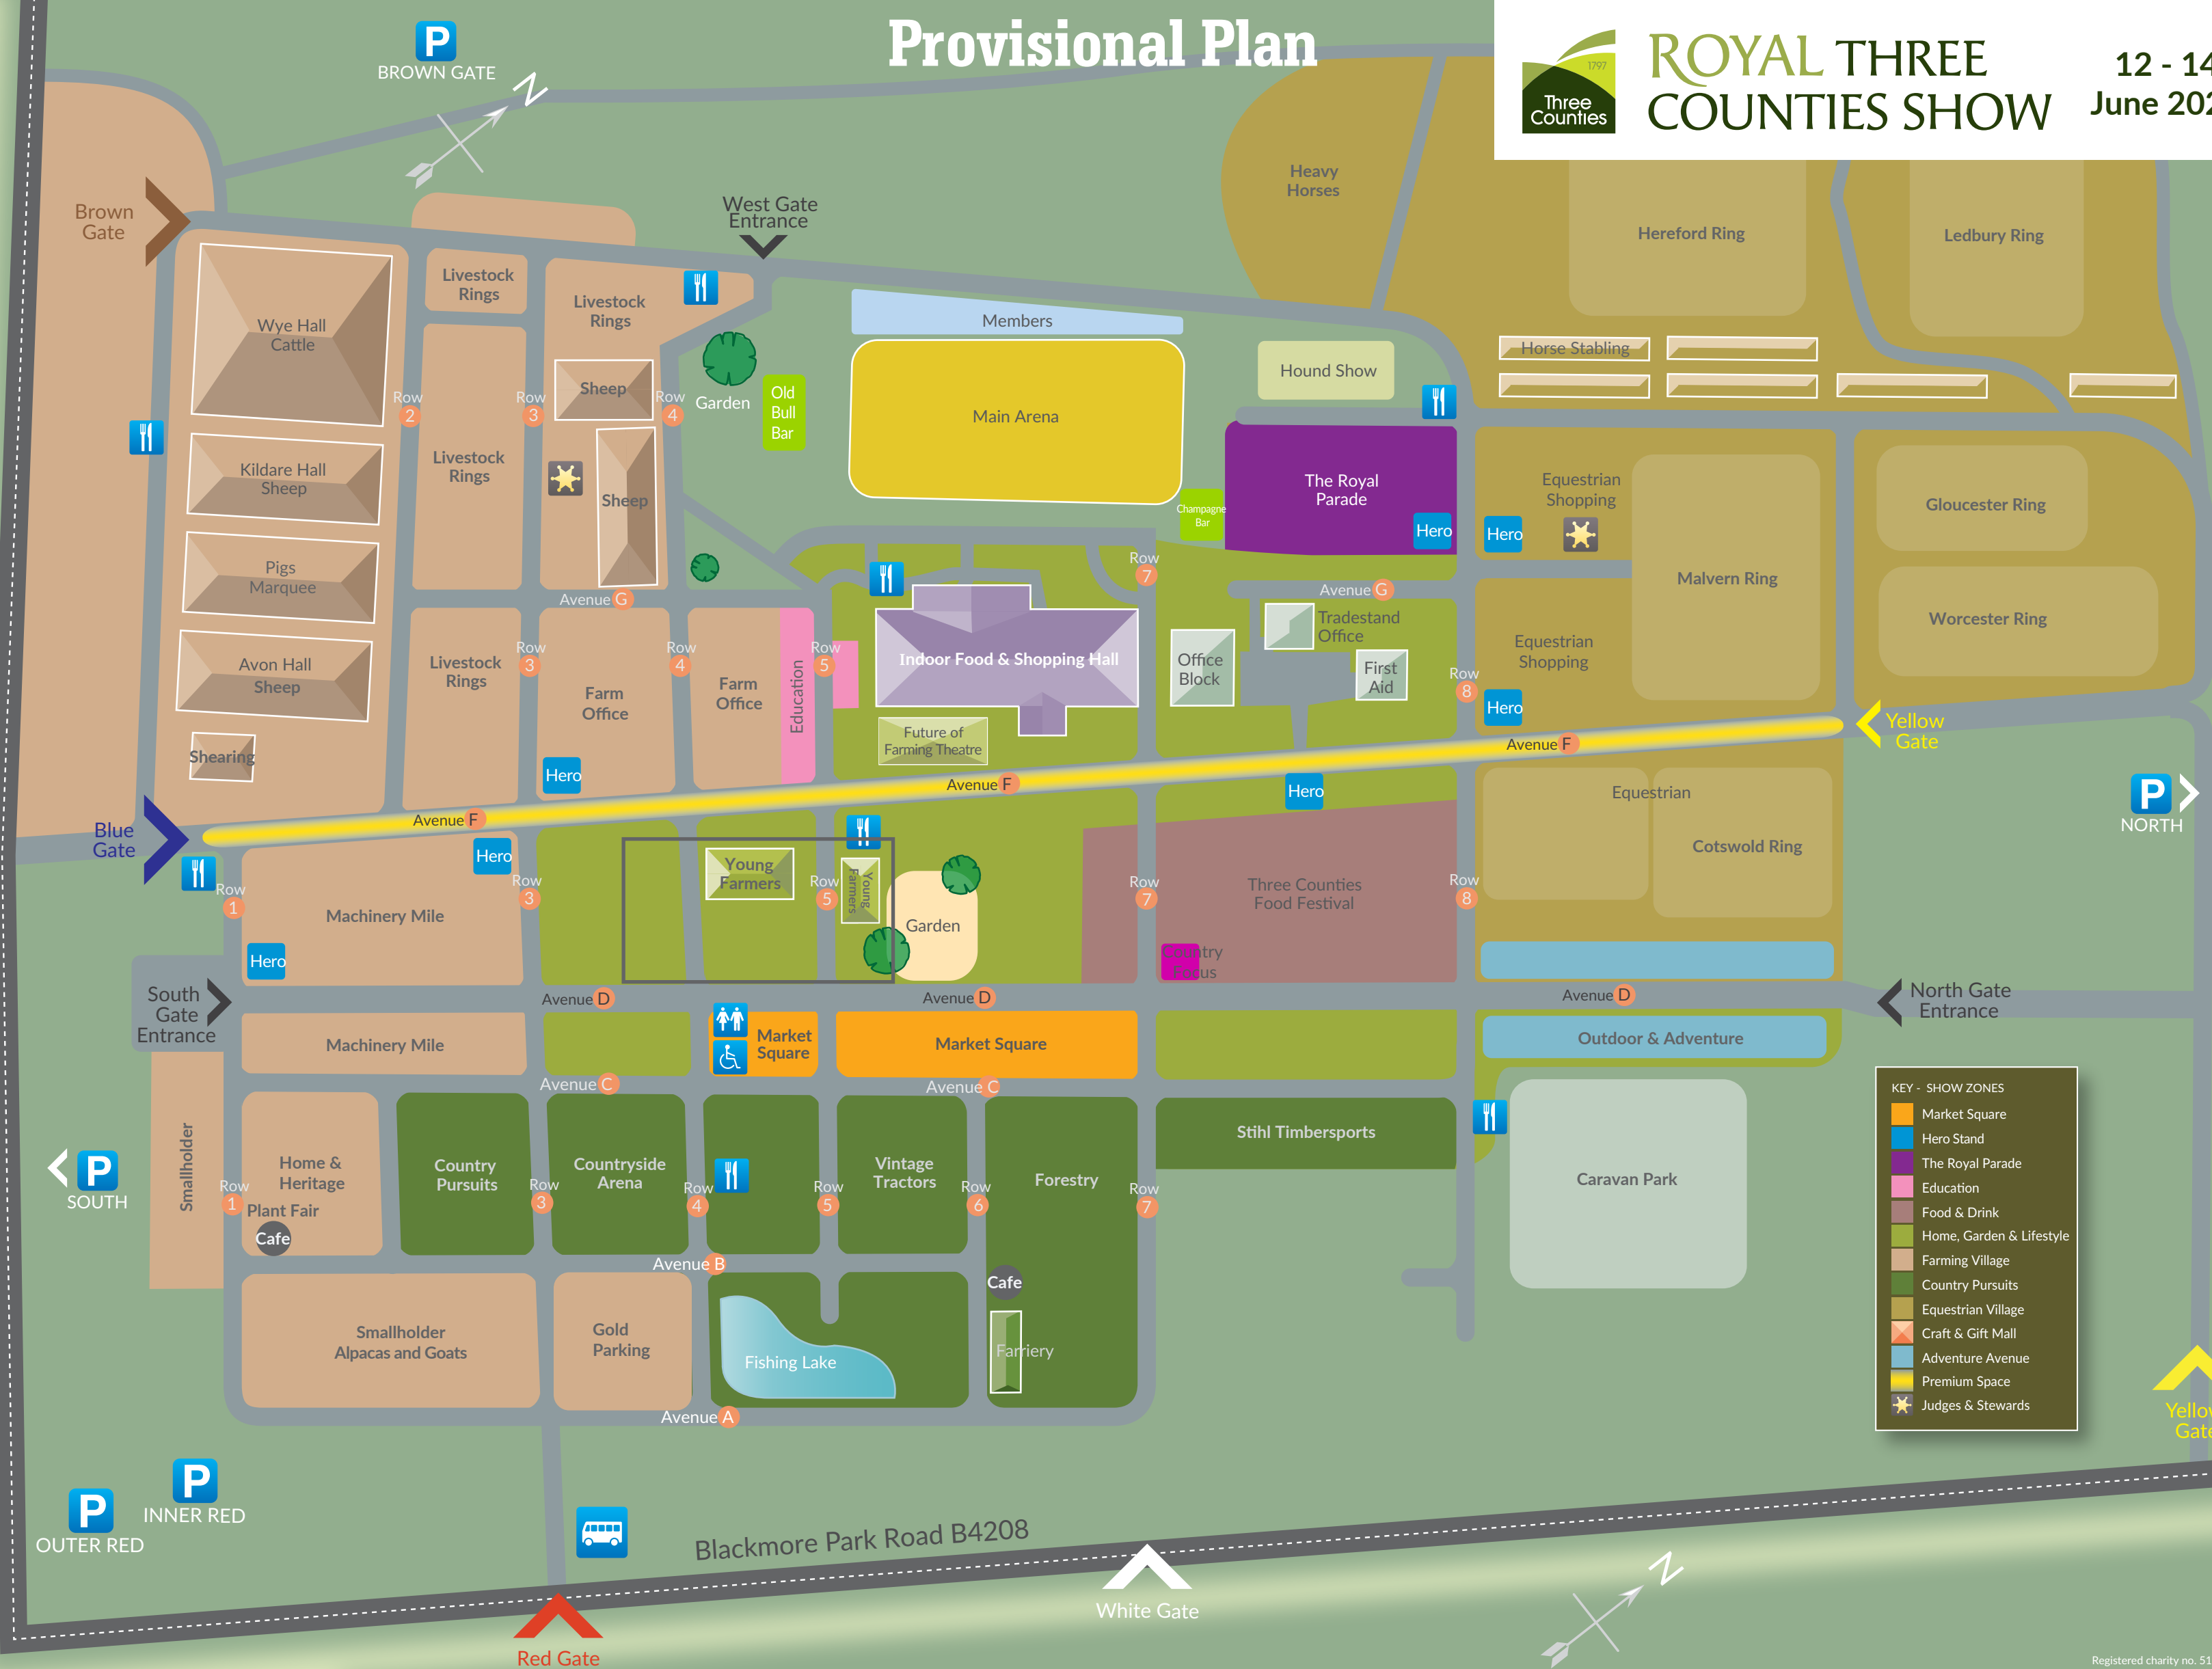 Provisional Plan
1797
Three
Counties
ROYAL THREE
COUNTIES SHOW
12 - 14
June 202
P
BROWN GATE
N
Brown
Gate
West Gate
Entrance
Heavy
Horses
Hereford Ring
Ledbury Ring
Livestock
Rings
Livestock
Rings
Wye Hall
Cattle
Members
Horse Stabling
Hound Show
Sheep
Row
2
Row
3
Row
4
Garden
Old
Bull
Bar
Main Arena
Livestock
Rings
Kildare Hall
Sheep
Sheep
The Royal
Parade
Champagne
Bar
Hero
Equestrian
Shopping
Hero
Gloucester Ring
Pigs
Marquee
Row
7
Malvern Ring
Avenue G
Avenue G
Worcester Ring
Tradestand
Office
Avon Hall
Sheep
Livestock
Rings
Row
3
Row
4
Row
5
Farm
Office
Farm
Office
Education
Indoor Food & Shopping Hall
Office
Block
First
Aid
Row
8
Equestrian
Shopping
Hero
Shearing
Future of
Farming Theatre
Yellow
Gate
Avenue F
Hero
Avenue F
Hero
Equestrian
P
NORTH
Avenue F
Blue
Gate
Hero
Cotswold Ring
Young
Farmers
Young
Farmers
Row
1
Row
3
Row
5
Row
7
Row
8
Machinery Mile
Garden
Three Counties
Food Festival
Hero
Country
Focus
South
Gate
Entrance
Avenue D
Avenue D
Avenue D
North Gate
Entrance
Machinery Mile
Market
Square
Market Square
Outdoor & Adventure
Avenue C
Avenue C
KEY - SHOW ZONES
Market Square
Hero Stand
The Royal Parade
Education
Food & Drink
Home, Garden & Lifestyle
Farming Village
Country Pursuits
Equestrian Village
Craft & Gift Mall
Adventure Avenue
Premium Space
Judges & Stewards
Smallholder
Home &
Heritage
Country
Pursuits
Countryside
Arena
Vintage
Tractors
Forestry
Stihl Timbersports
Caravan Park
P
SOUTH
Row
1
Row
3
Row
4
Row
5
Row
6
Row
7
Plant Fair
Cafe
Avenue B
Cafe
Smallholder
Alpacas and Goats
Gold
Parking
Fishing Lake
Farriery
Avenue A
Yellow
Gate
P
INNER RED
P
OUTER RED
Blackmore Park Road B4208
White Gate
Red Gate
N
Registered charity no. 51